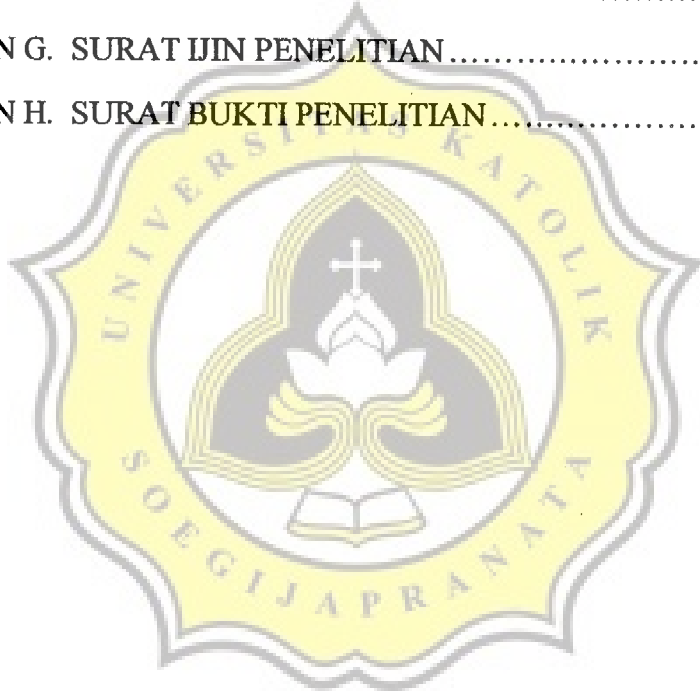 N G. SURAT IJIN PENELITIAN........................
N H. SURAT BUKTI PENELITIAN....................
UNIVERSITAS KATOLIK
SOEGIJAPRANATA